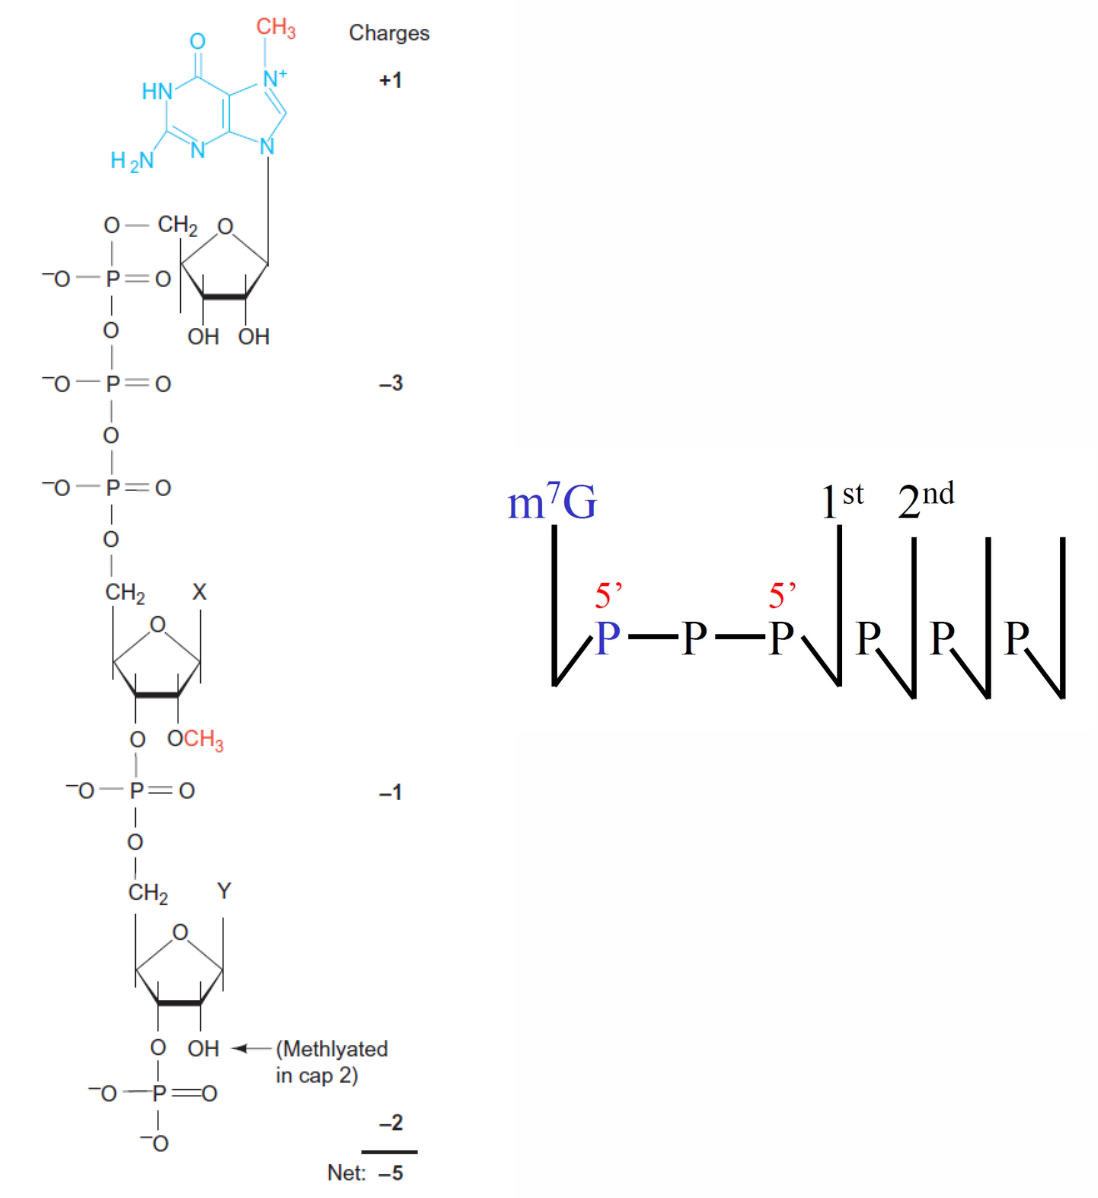 CH3 Charges
O
HN N+ +1
H2N N N
O CH2 O
–O P O
O OH OH
–O P O –3
O
–O P O
O
CH2 X
O
O OCH3
–O P O –1
O
CH2 Y
O
O OH (Methlyated
in cap 2)
–O P O
–2
–O
Net: –5
m7G 1st 2nd
5’ 5’
P P P P P P